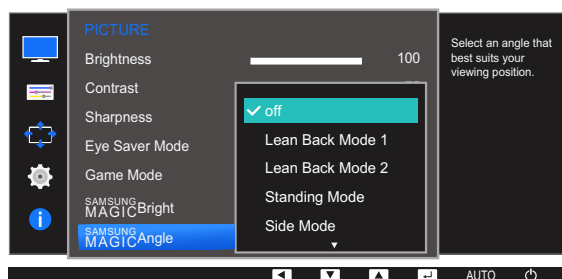 PICTURE
Brightness 100
Contrast
Sharpness
Eye Saver Mode
Game Mode
SAMSUNG
MAGICBright
SAMSUNG
MAGICAngle
off
Lean Back Mode 1
Lean Back Mode 2
Standing Mode
Side Mode
Select an angle that
best suits your
viewing position.
AUTO